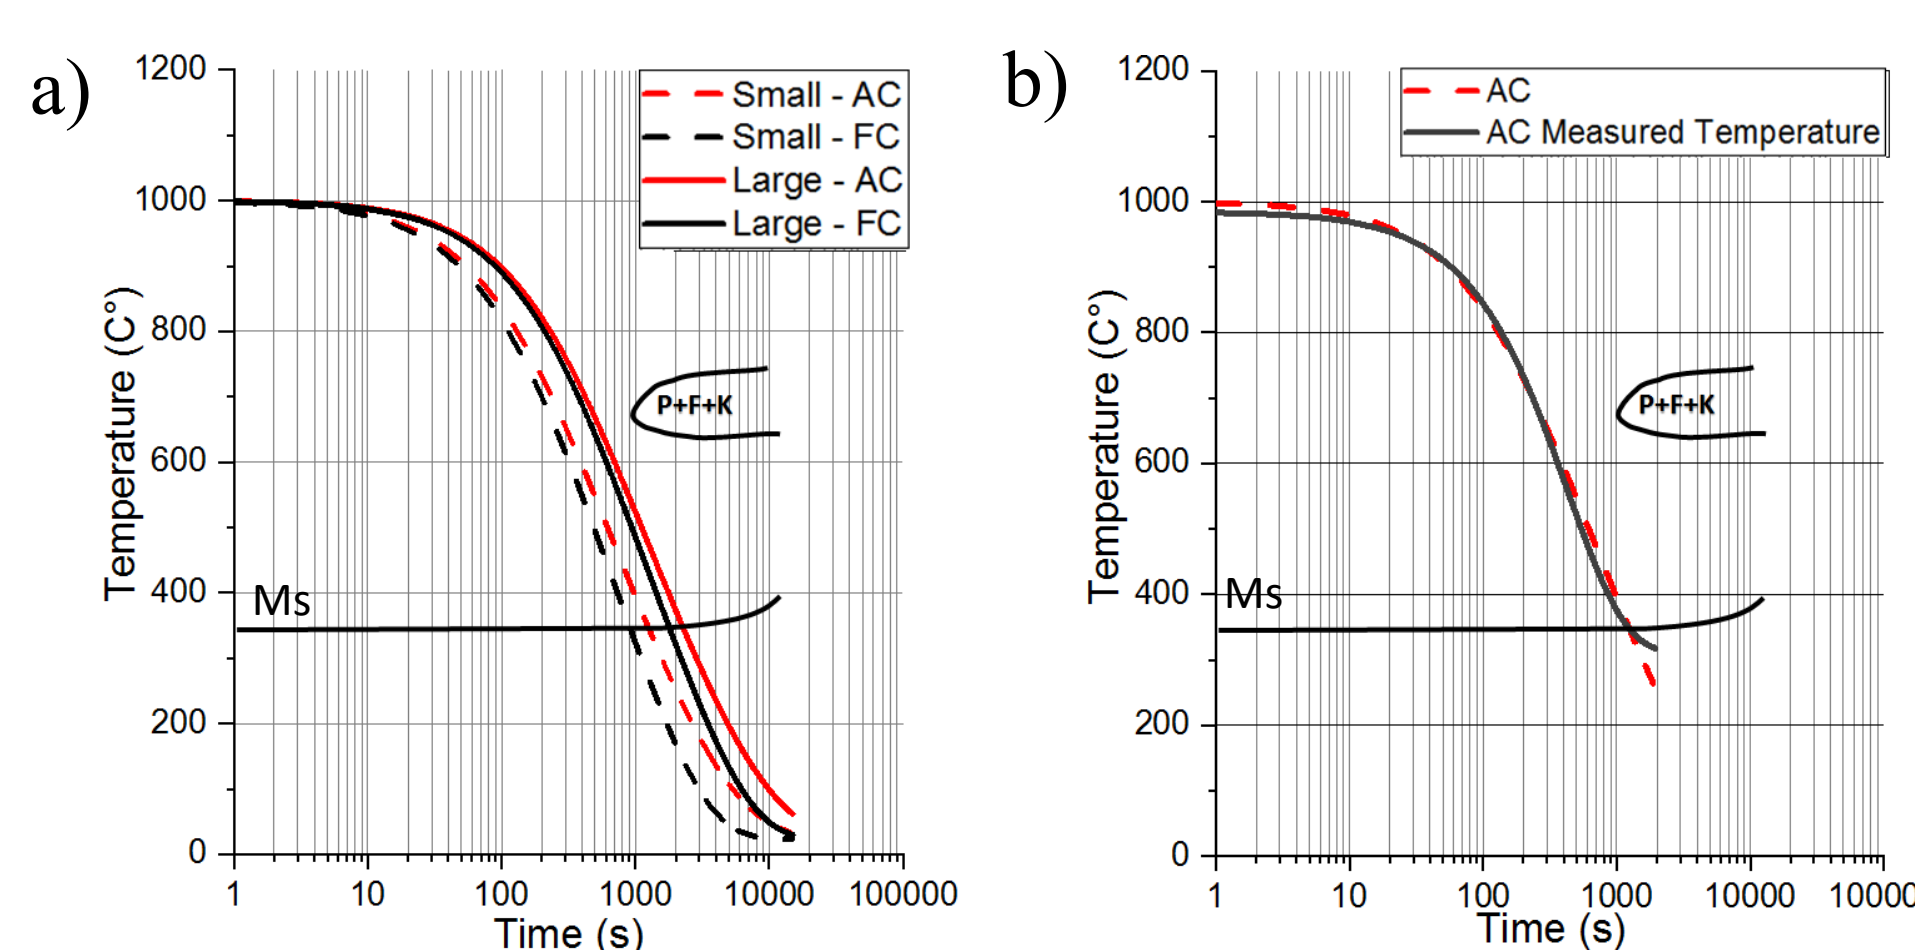 a)
1200
1000
800
600
400
200
0
Temperature (C°)
Small - AC
Small - FC
Large - AC
Large - FC
P+F+K
Ms
1 10 100 1000 10000 100000
Time (s)
b)
1200
1000
800
600
400
200
0
Temperature (C°)
AC
AC Measured Temperature
P+F+K
Ms
1 10 100 1000 10000 10000
Time (s)